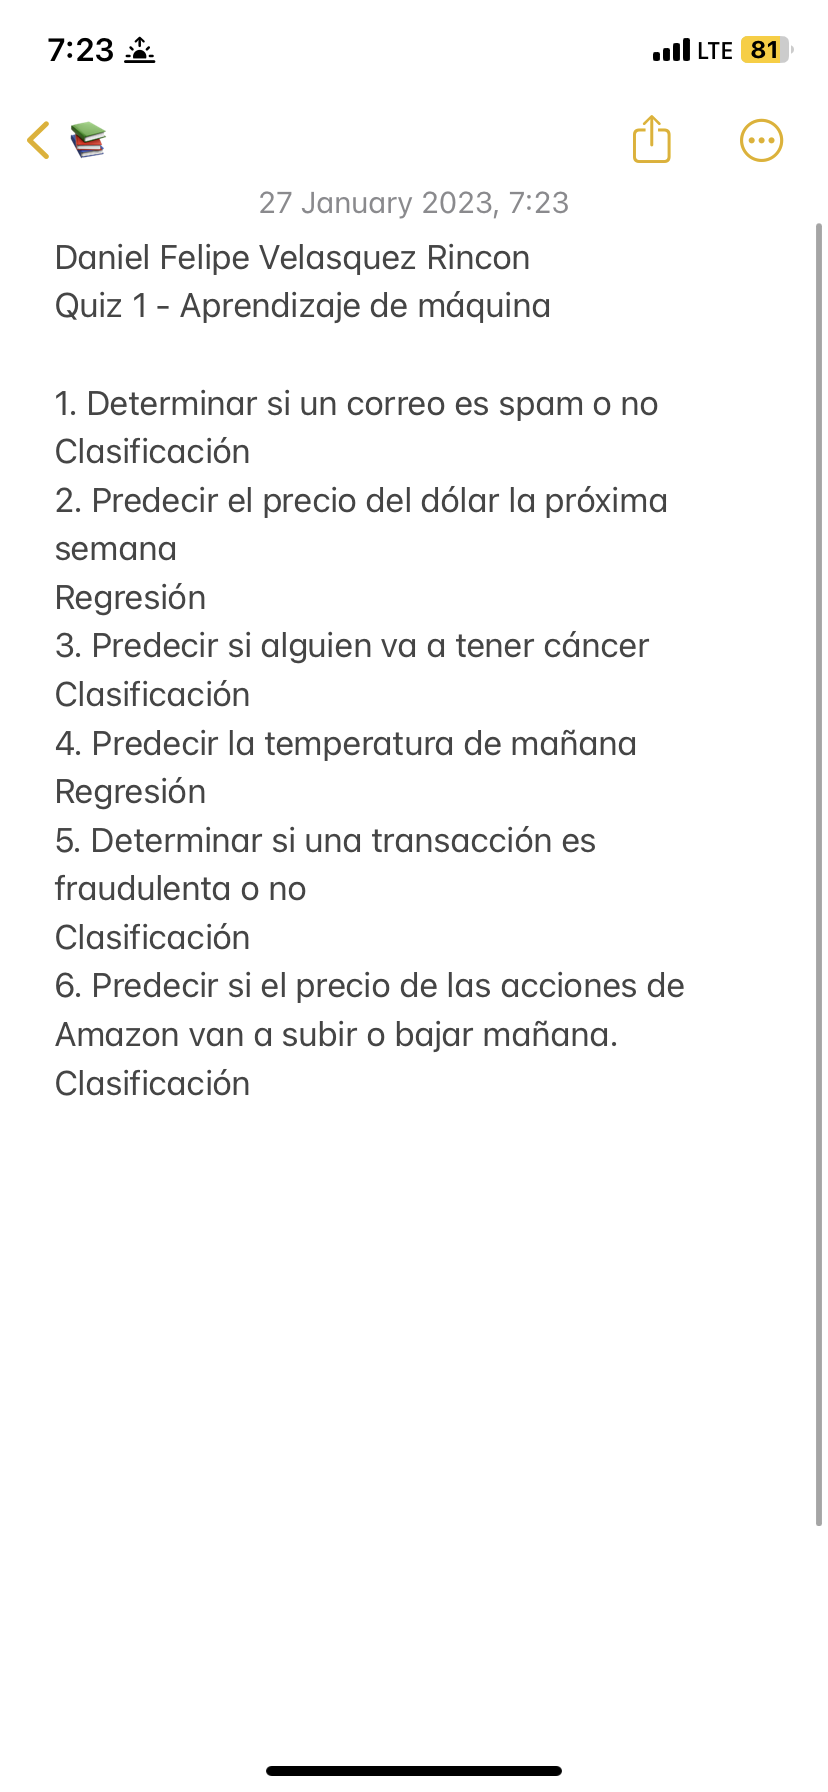 7:23
LTE 81
27 January 2023, 7:23
Daniel Felipe Velasquez Rincon
Quiz 1 - Aprendizaje de máquina
1. Determinar si un correo es spam o no
Clasificación
2. Predecir el precio del dólar la próxima
semana
Regresión
3. Predecir si alguien va a tener cáncer
Clasificación
4. Predecir la temperatura de mañana
Regresión
5. Determinar si una transacción es
fraudulenta o no
Clasificación
6. Predecir si el precio de las acciones de
Amazon van a subir o bajar mañana.
Clasificación